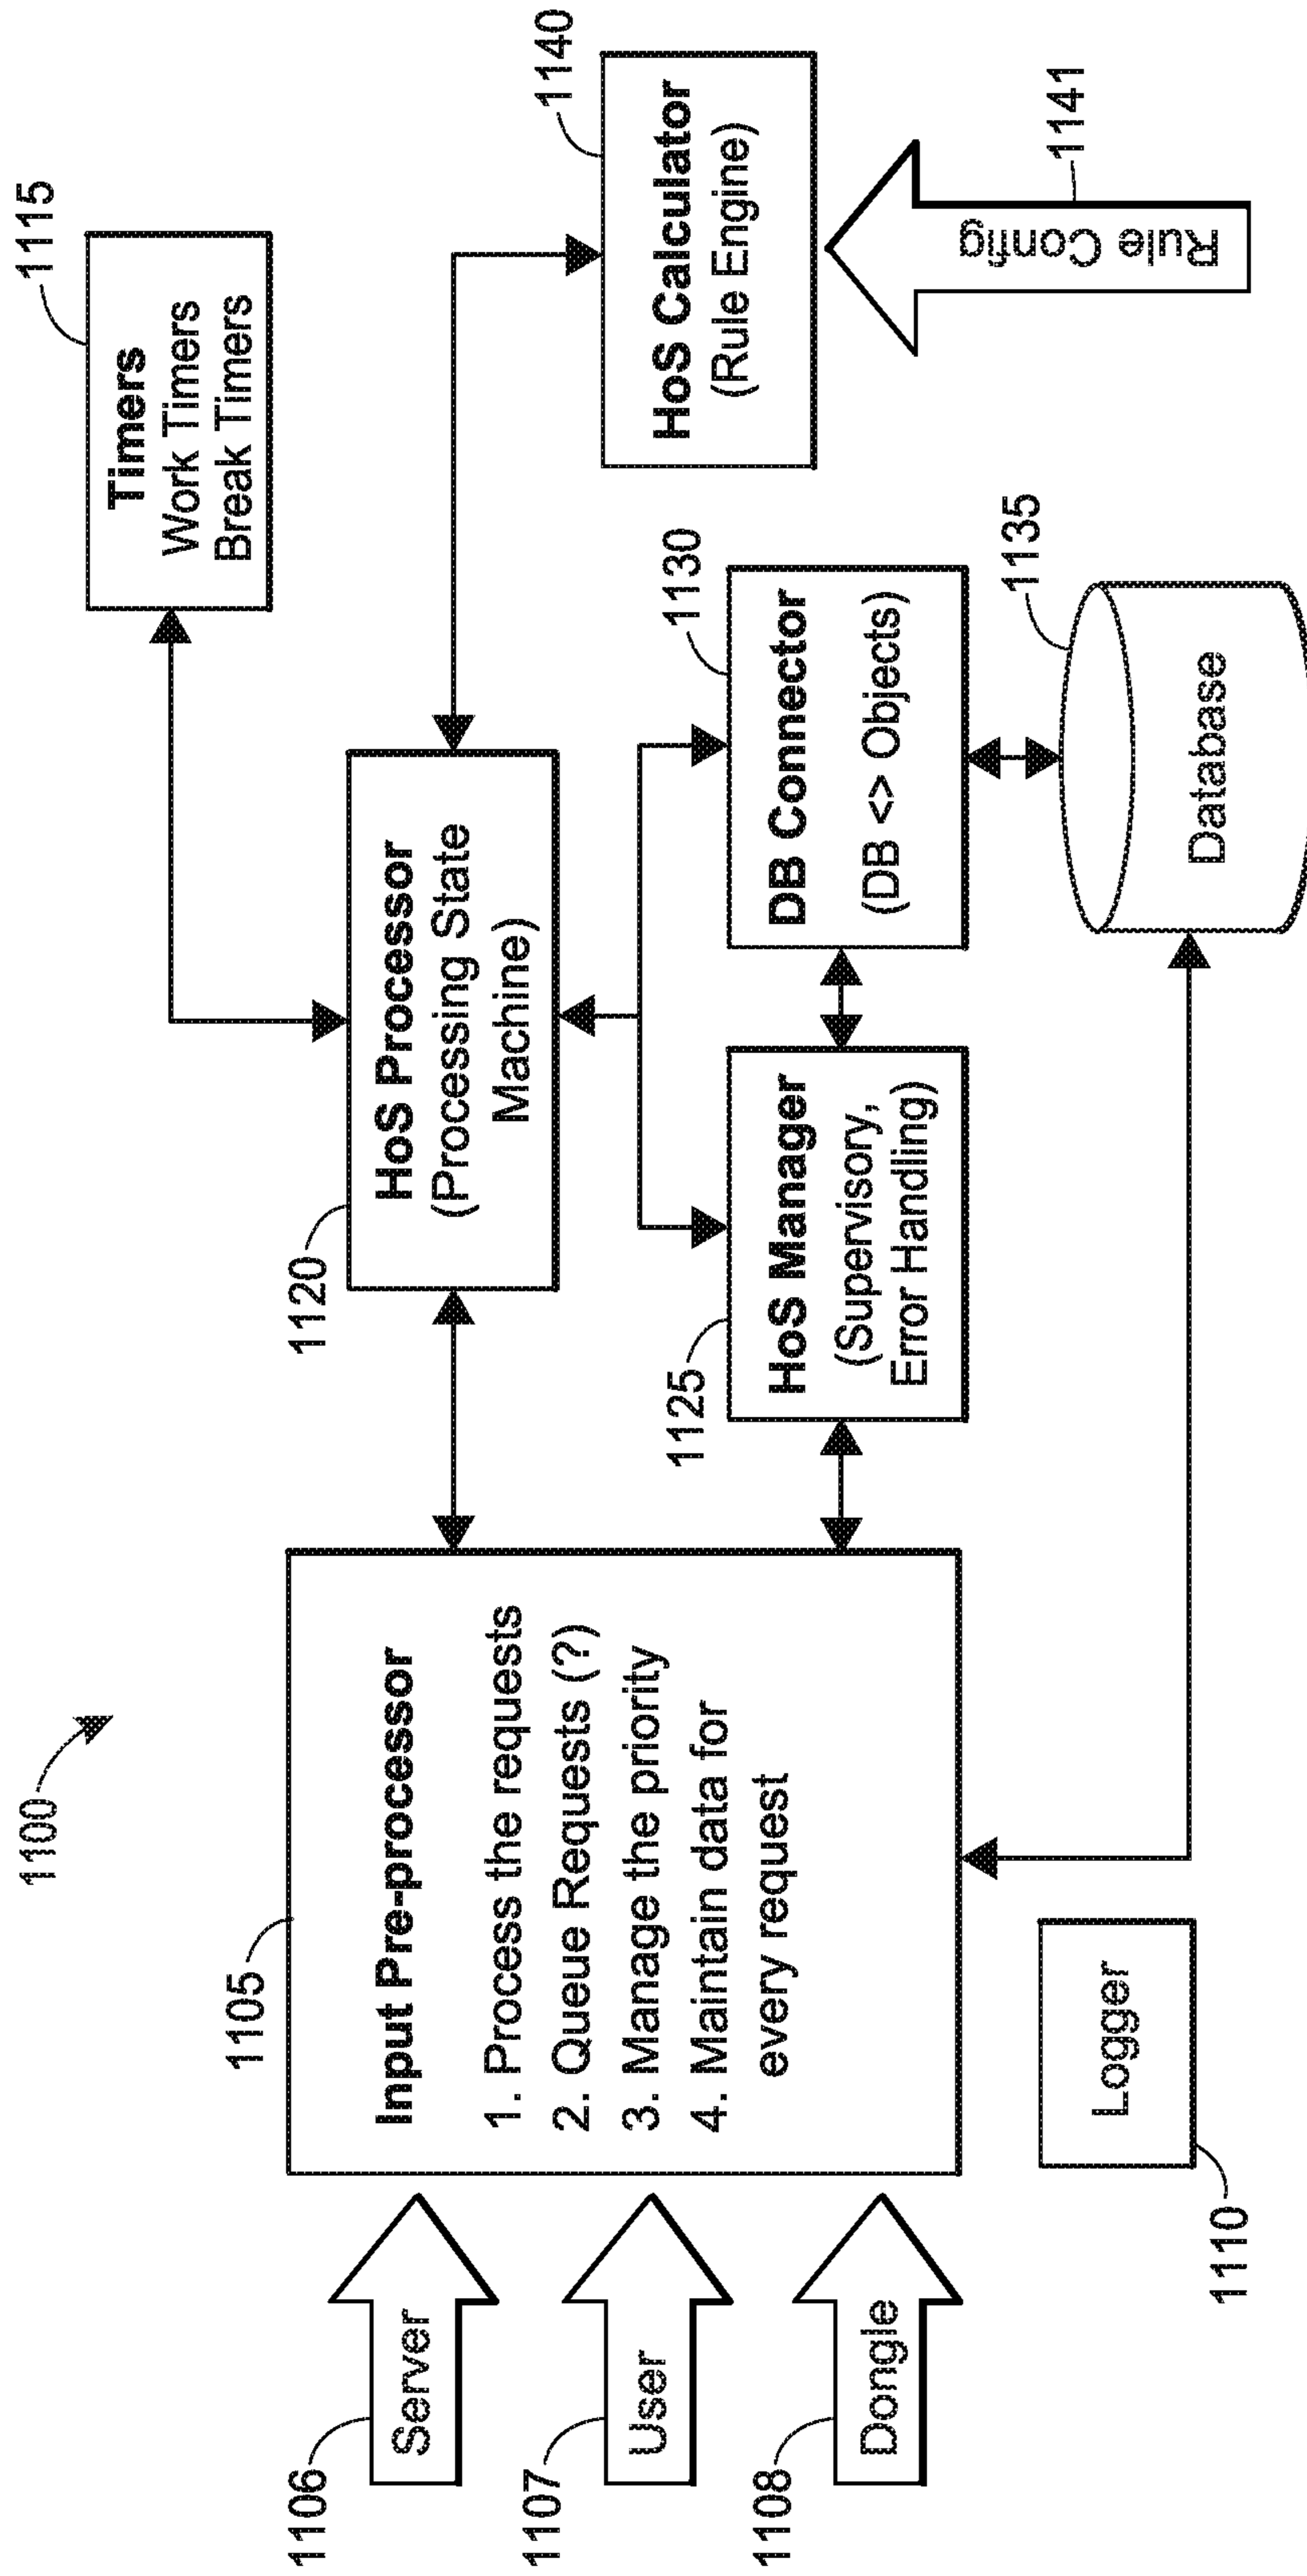 1100
1105
Input Pre-processor
1. Process the requests
2. Queue Requests (?)
3. Manage the priority
4. Maintain data for
every request
1106
Server
1107
User
1108
Dongle
1110
Logger
1115
Timers
Work Timers
Break Timers
1120
HoS Processor
(Processing State
Machine)
1125
HoS Manager
(Supervisory,
Error Handling)
1130
DB Connector
(DB <> Objects)
1135
Database
1140
HoS Calculator
(Rule Engine)
1141
Rule Config